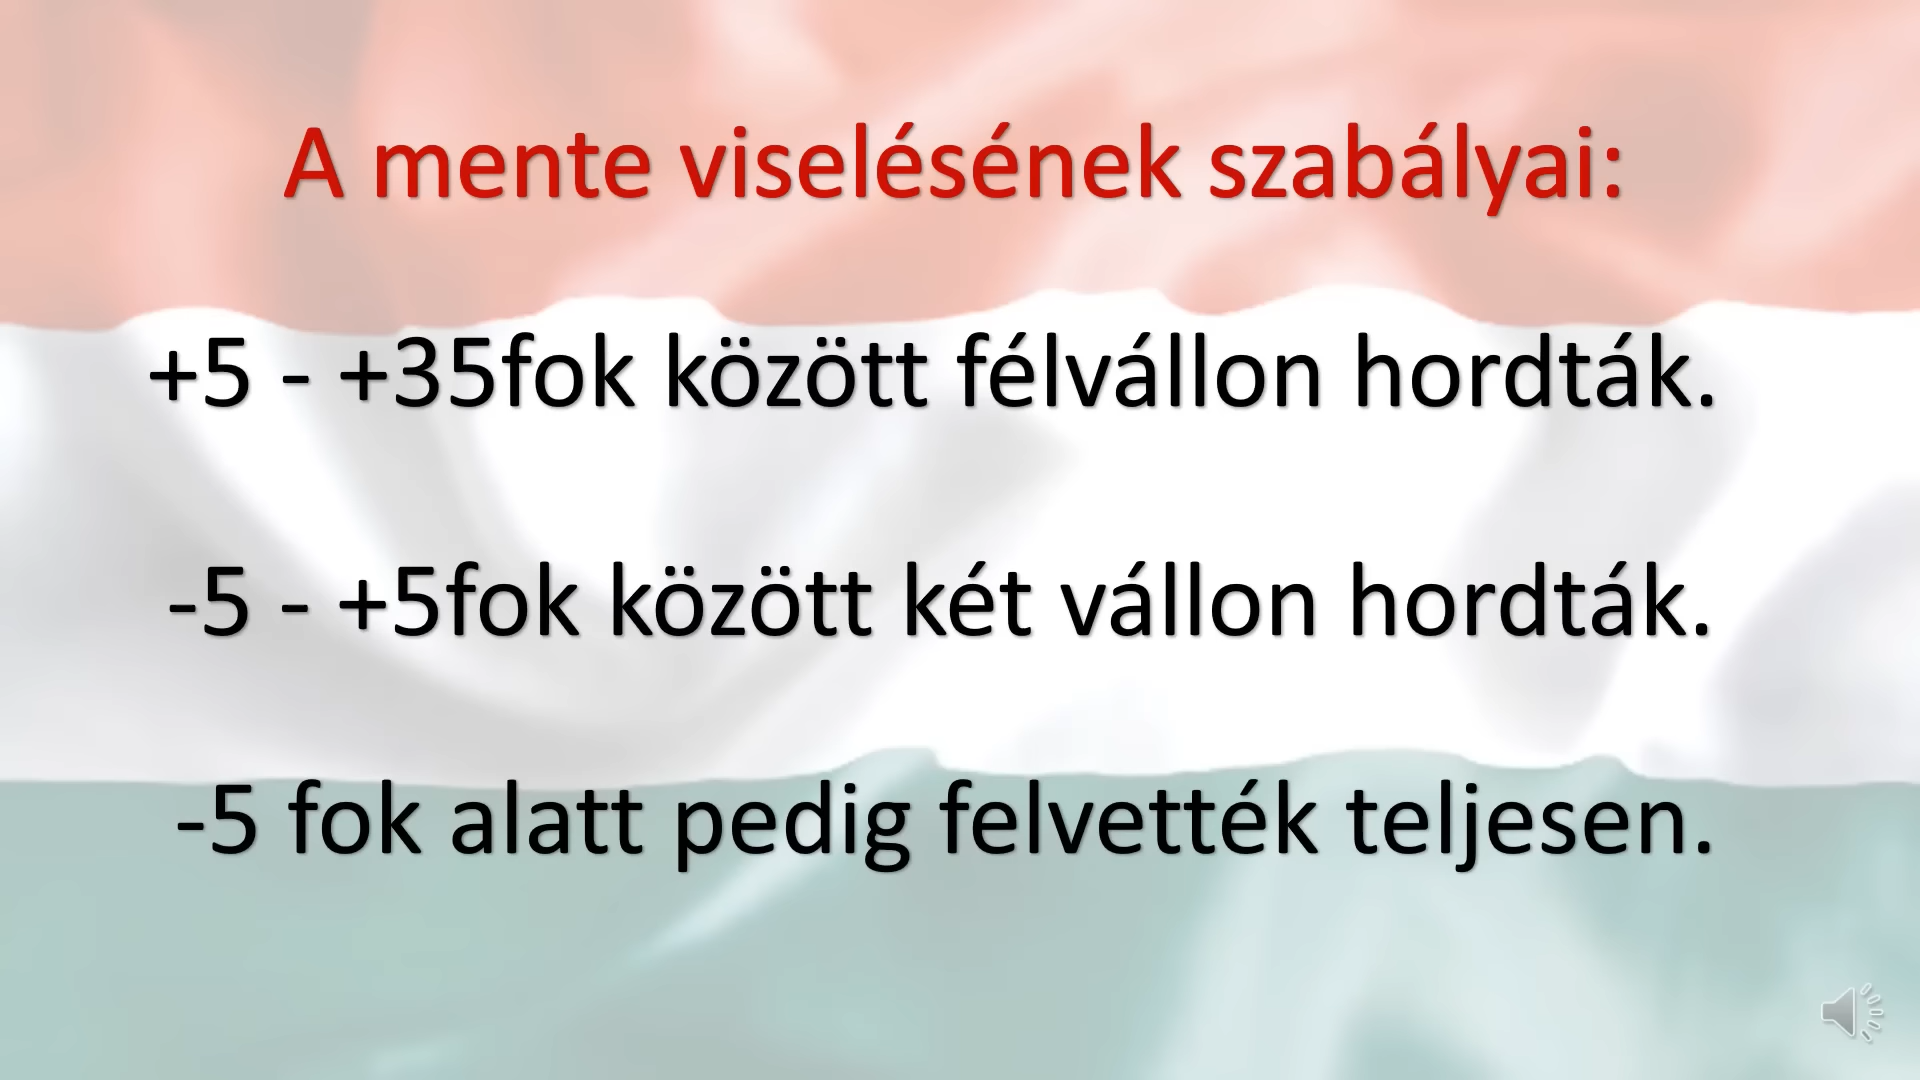 A mente viselésének szabályai:
+5 - +35fok között félvállon hordták.
-5 - +5fok között két vállon hordták.
-5 fok alatt pedig felvették teljesen.